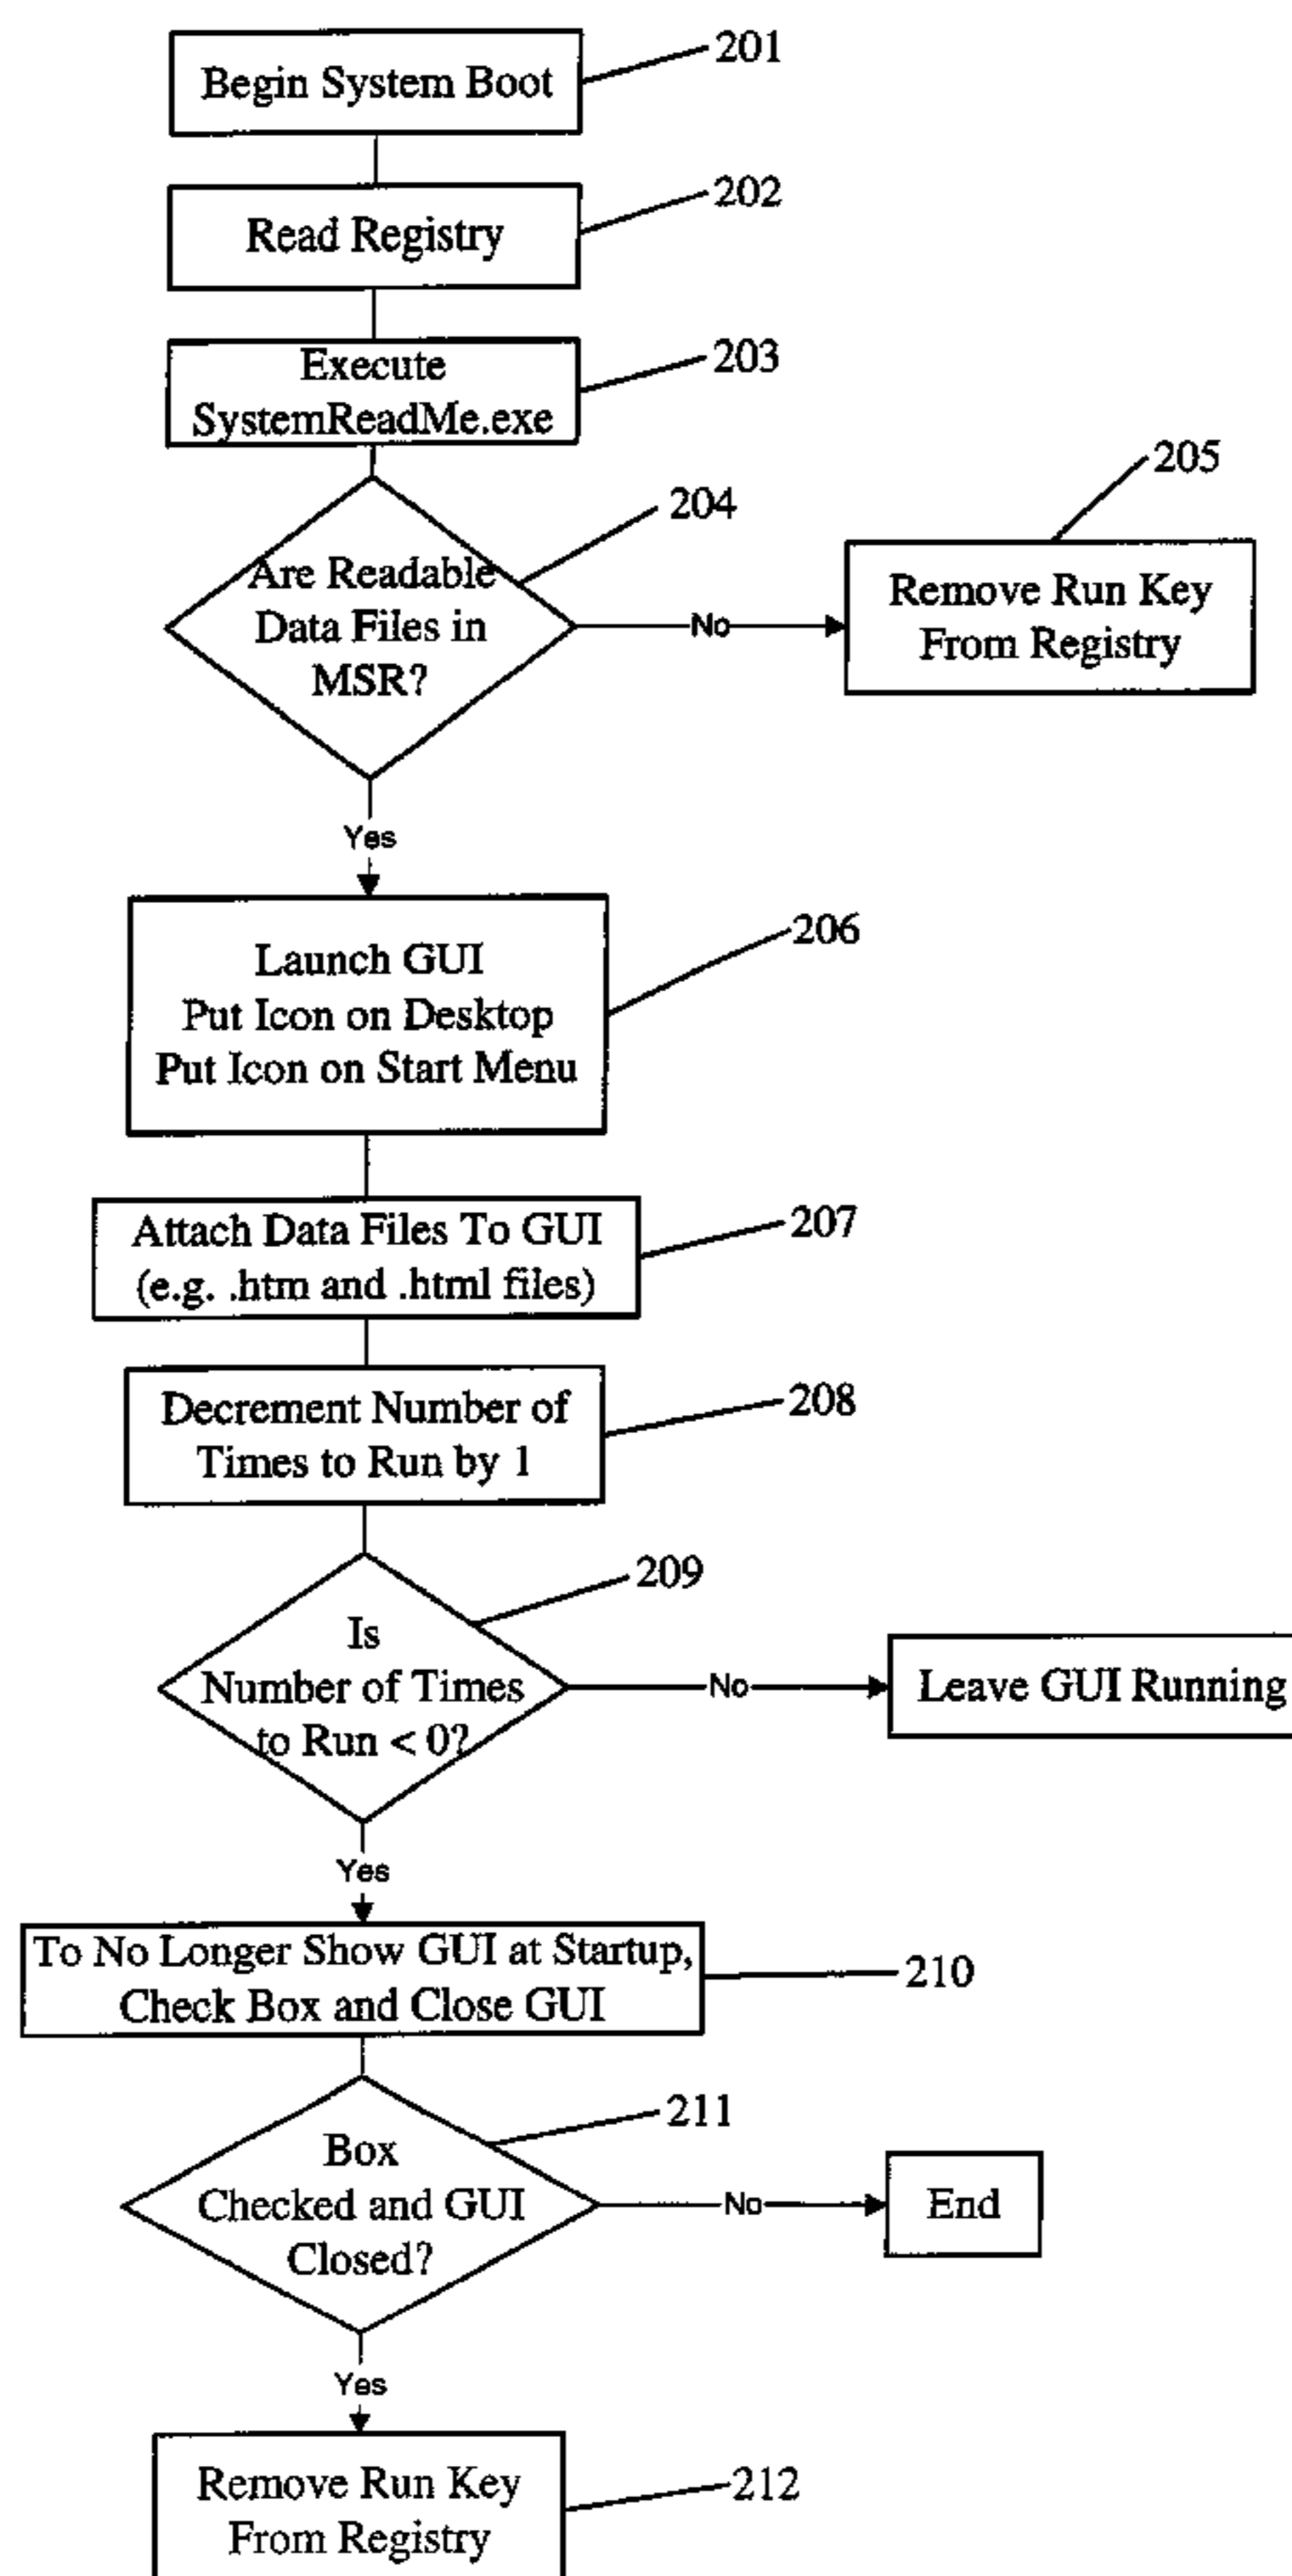 Begin System Boot
201
Read Registry
202
Execute
SystemReadMe.exe
203
Are Readable
Data Files in
MSR?
204
No
Remove Run Key
From Registry
205
Yes
Launch GUI
Put Icon on Desktop
Put Icon on Start Menu
206
Attach Data Files To GUI
(e.g. .htm and .html files)
207
Decrement Number of
Times to Run by 1
208
Is
Number of Times
to Run < 0?
209
No
Leave GUI Running
Yes
To No Longer Show GUI at Startup,
Check Box and Close GUI
210
Box
Checked and GUI
Closed?
211
No
End
Yes
Remove Run Key
From Registry
212